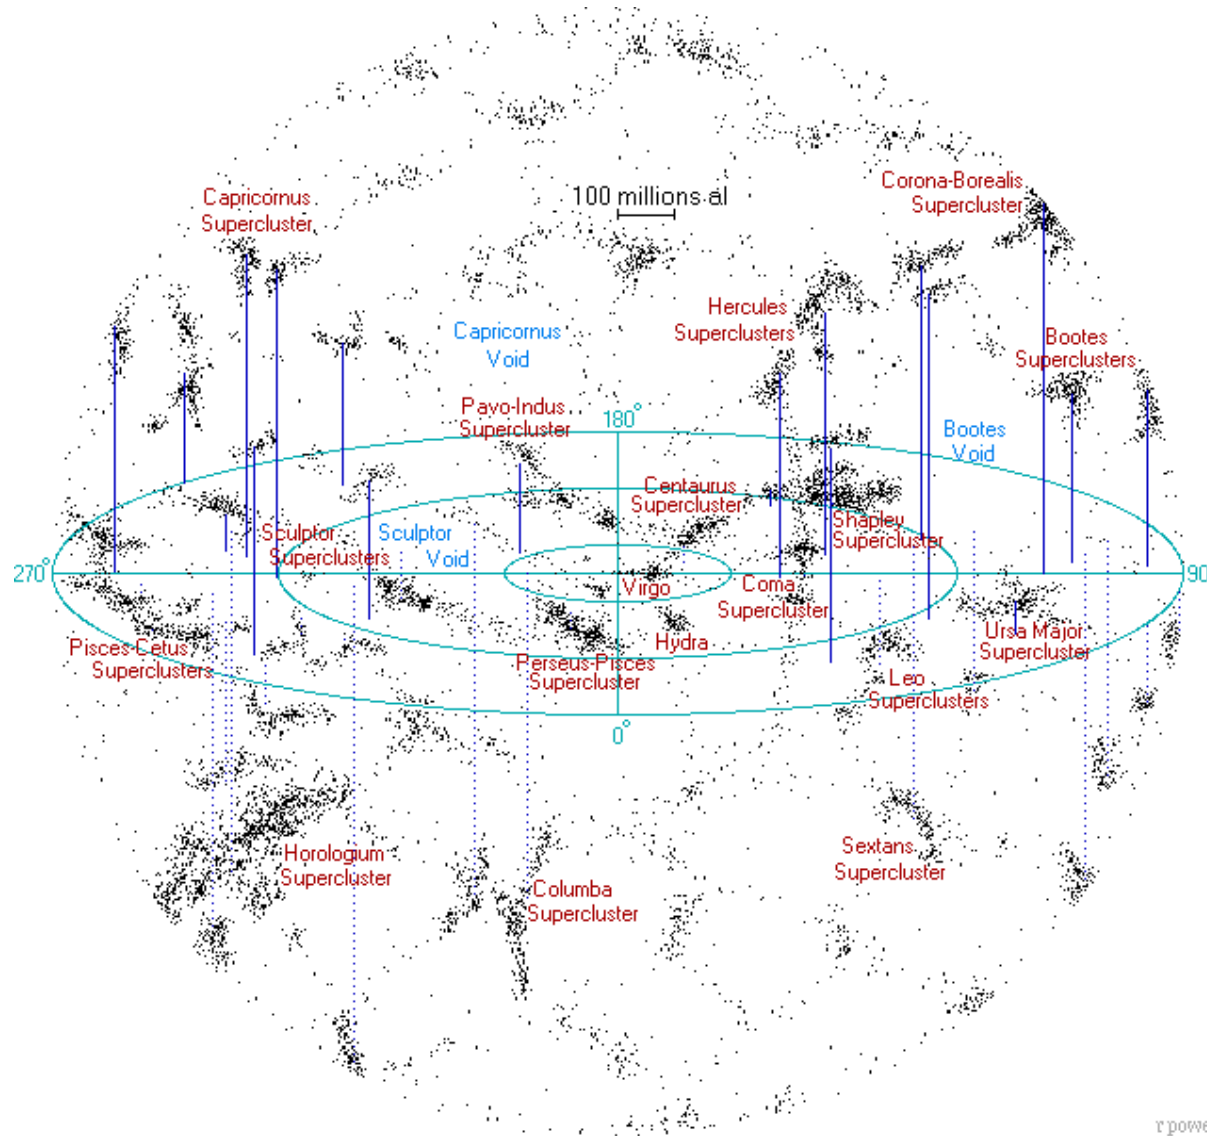 Capricornus
Supercluster
100 millions al
Corona-Borealis
Supercluster
Hercules
Superclusters
Capricornus
Void
Bootes
Superclusters
Pavo-Indus
Supercluster
180°
Bootes
Void
Centaurus
Supercluster
Sculptor
Superclusters
Sculptor
Void
Shapley
Supercluster
270°
90
Virgo
Coma
Supercluster
Hydra
Ursa Major
Supercluster
Pisces-Cetus
Superclusters
Perseus-Pisces
Supercluster
Leo
Superclusters
0°
Horologium
Supercluster
Columba
Supercluster
Sextans
Supercluster
r powe